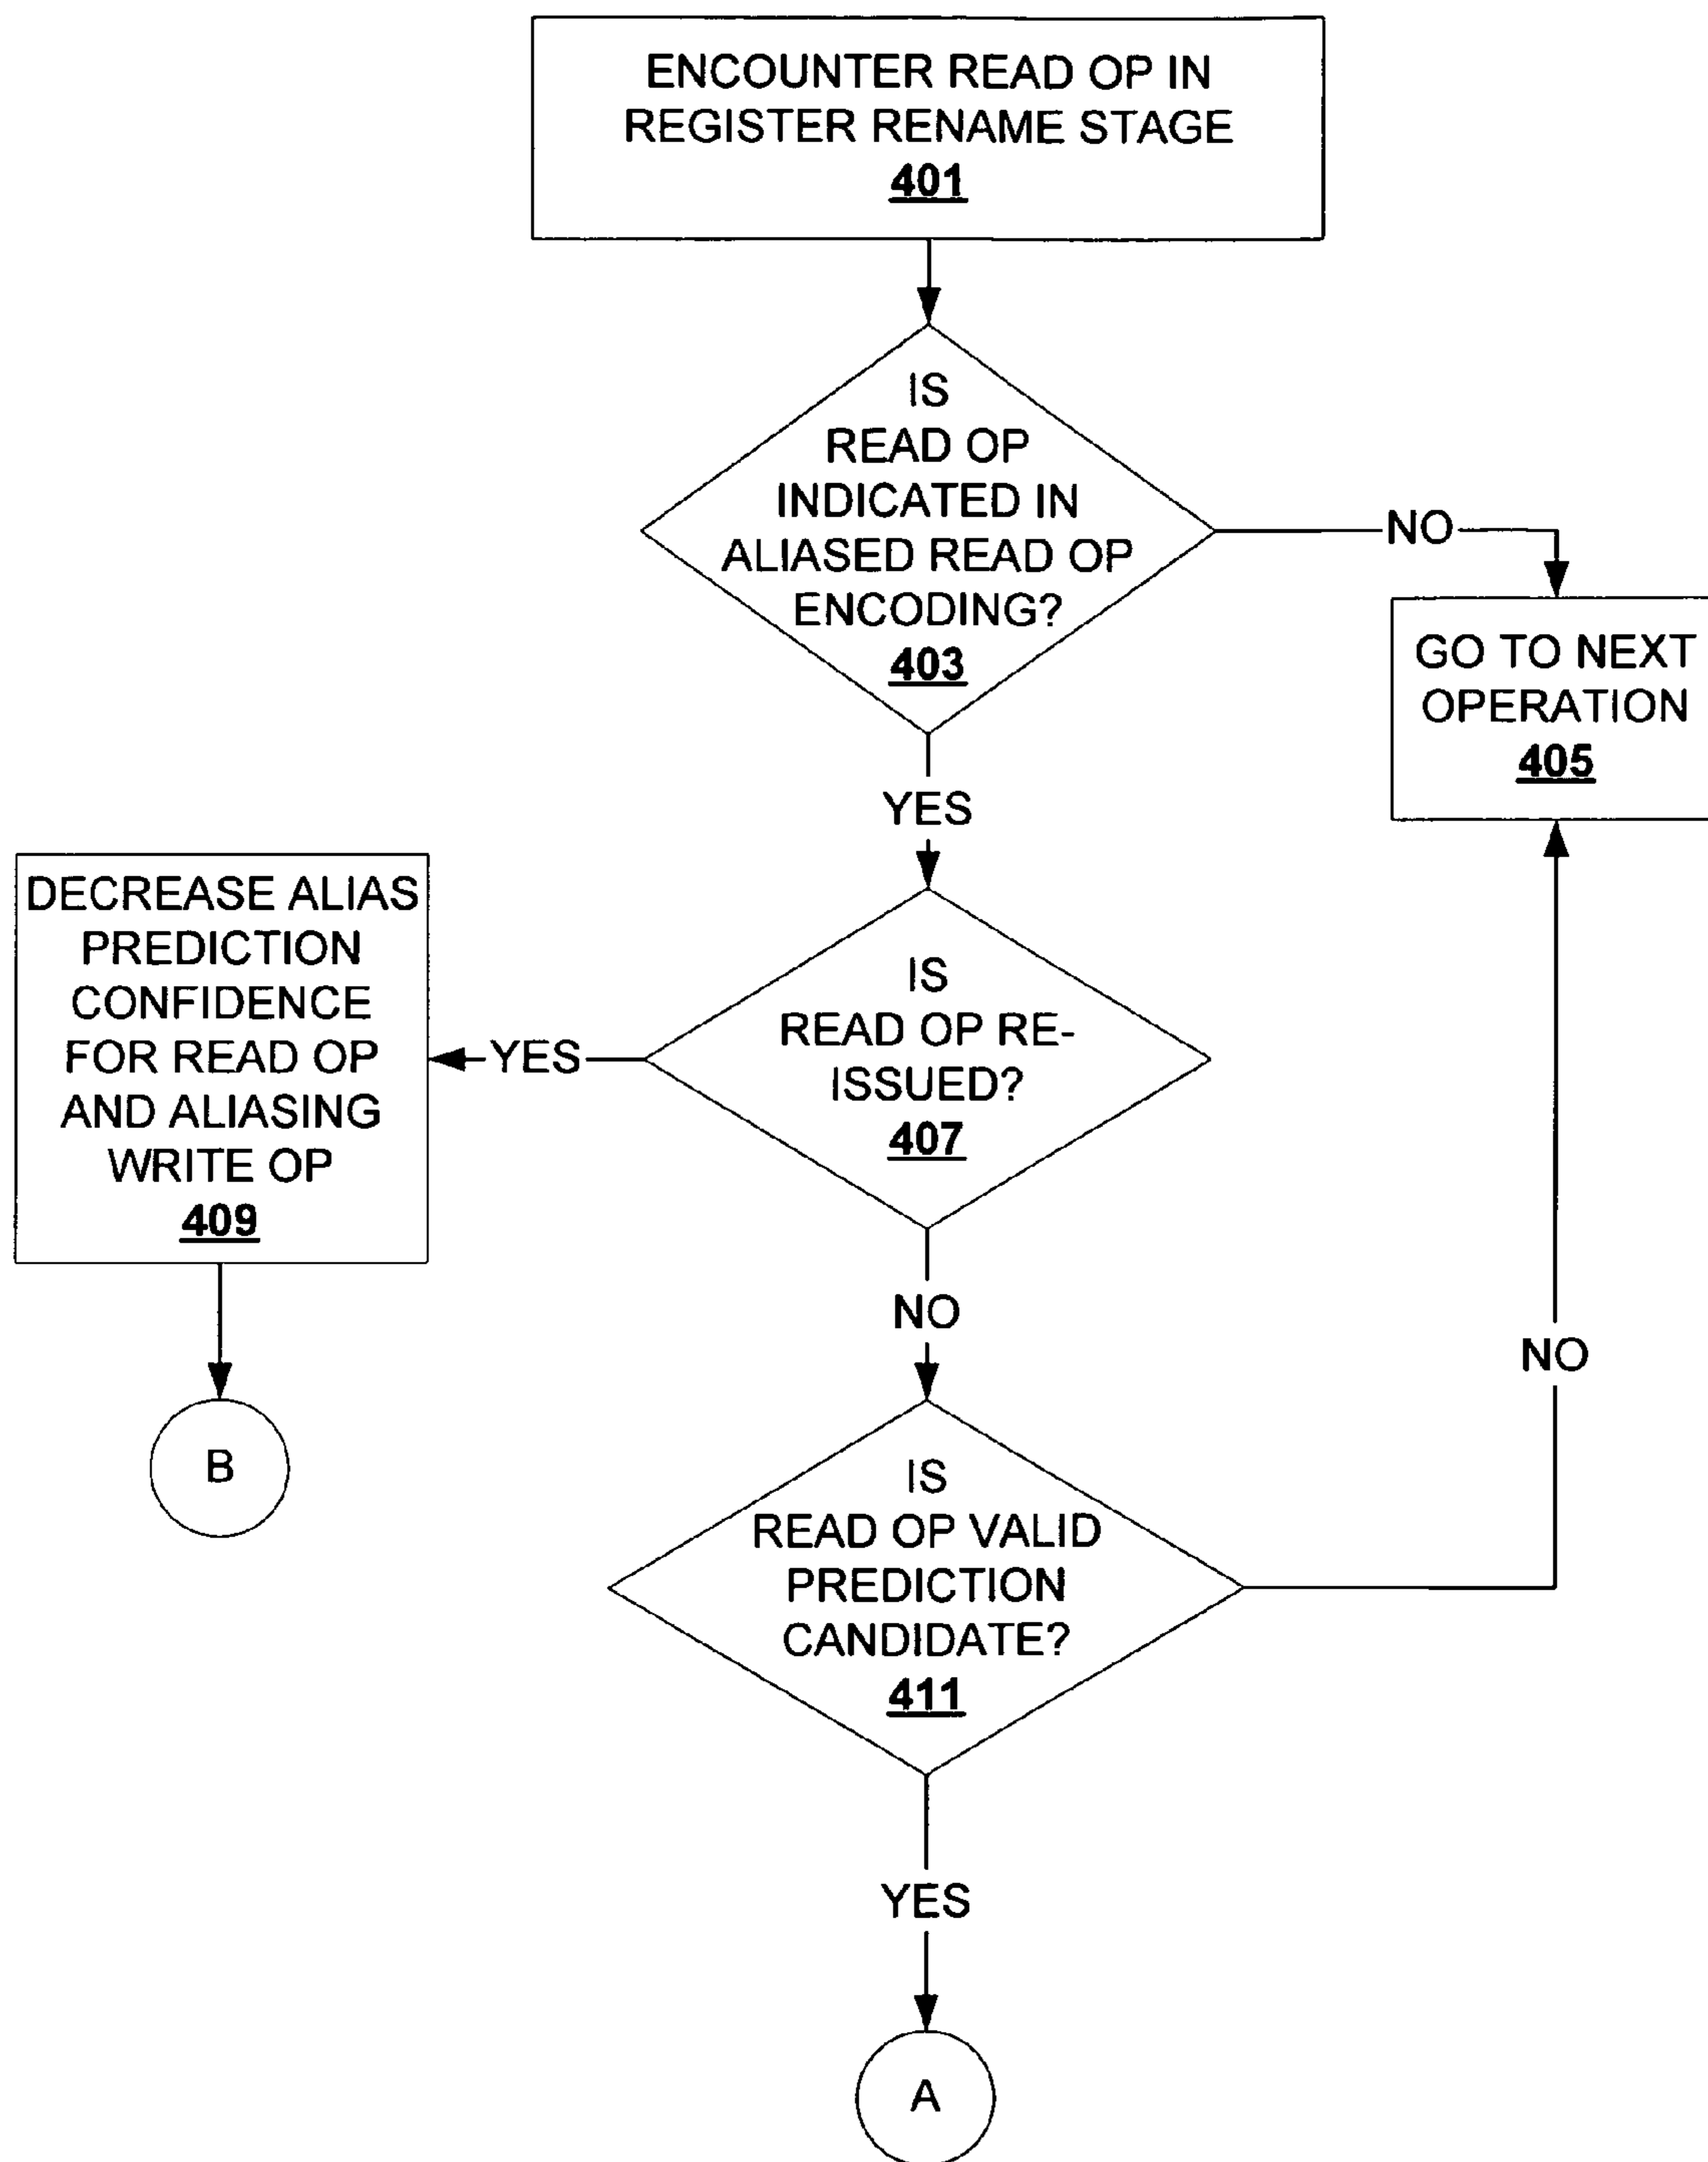 ENCOUNTER READ OP IN
REGISTER RENAME STAGE
401
IS
READ OP
INDICATED IN
ALIASED READ OP
ENCODING?
403
NO
GO TO NEXT
OPERATION
405
YES
IS
READ OP RE-
ISSUED?
407
YES
DECREASE ALIAS
PREDICTION
CONFIDENCE
FOR READ OP
AND ALIASING
WRITE OP
409
B
NO
IS
READ OP VALID
PREDICTION
CANDIDATE?
411
NO
YES
A